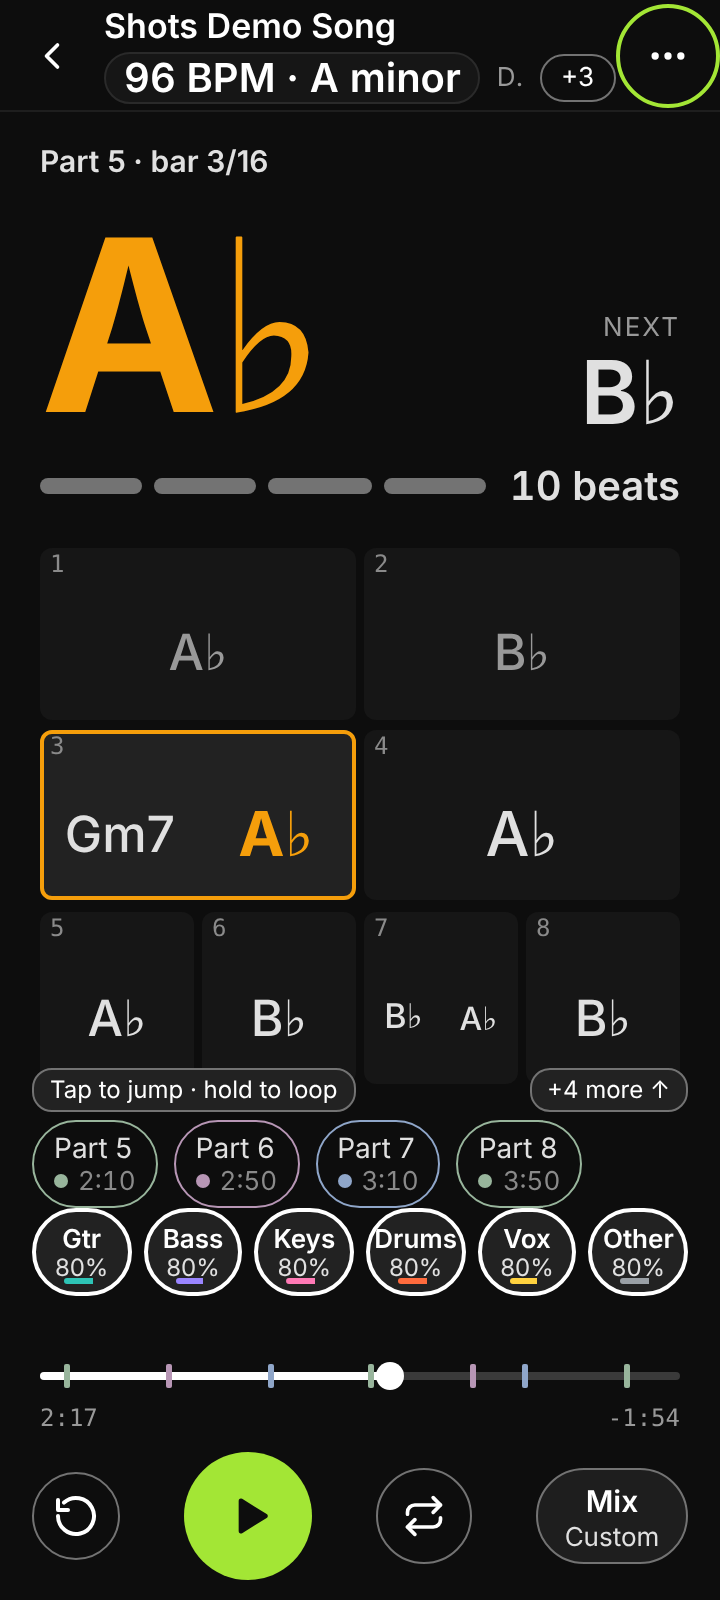 Shots Demo Song
96 BPM · A minor D. +3
Part 5 · bar 3/16
A♭
NEXT
B♭
10 beats
1 2
A♭ B♭
3 4
Gm7 A♭ A♭
5 6 7 8
A♭ B♭ B♭ A♭ B♭
Tap to jump · hold to loop +4 more ↑
Part 5 Part 6 Part 7 Part 8
2:10 2:50 3:10 3:50
Gtr Bass Keys Drums Vox Other
80% 80% 80% 80% 80% 80%
2:17 -1:54
Mix
Custom